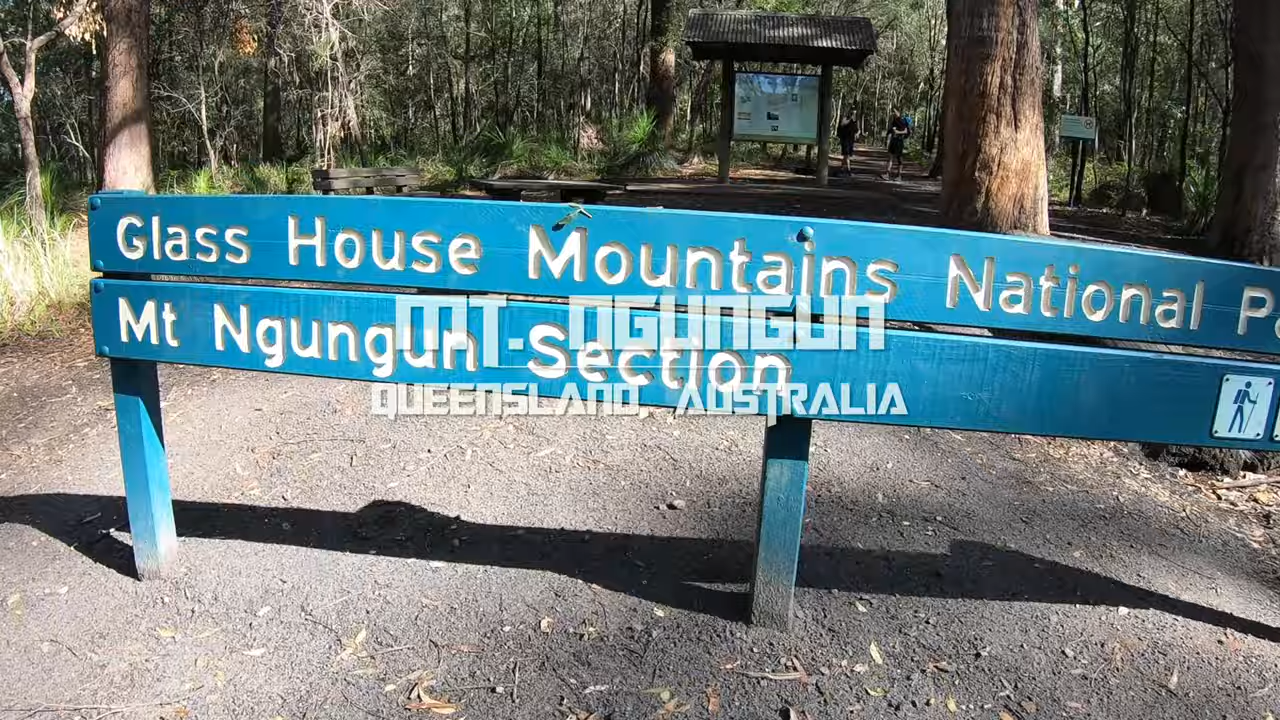 Glass House Mountains National
Mt Ngungun Section
MT. NGUNGUN
QUEENSLAND, AUSTRALIA